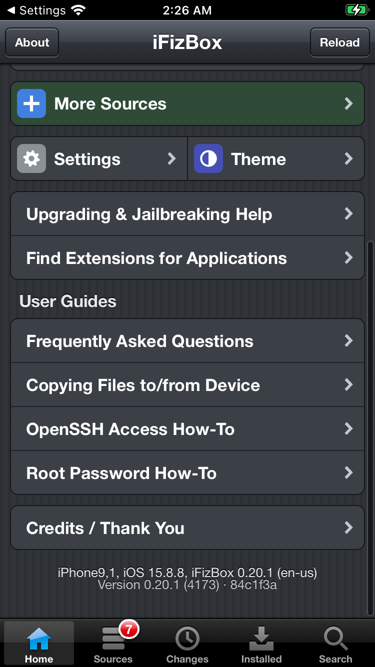 Settings 2:26 AM
About iFizBox Reload
More Sources
Settings Theme
Upgrading & Jailbreaking Help
Find Extensions for Applications
User Guides
Frequently Asked Questions
Copying Files to/from Device
OpenSSH Access How-To
Root Password How-To
Credits / Thank You
iPhone9,1, iOS 15.8.8, iFizBox 0.20.1 (en-us)
Version 0.20.1 (4173) · 84c1f3a
7
Home Sources Changes Installed Search